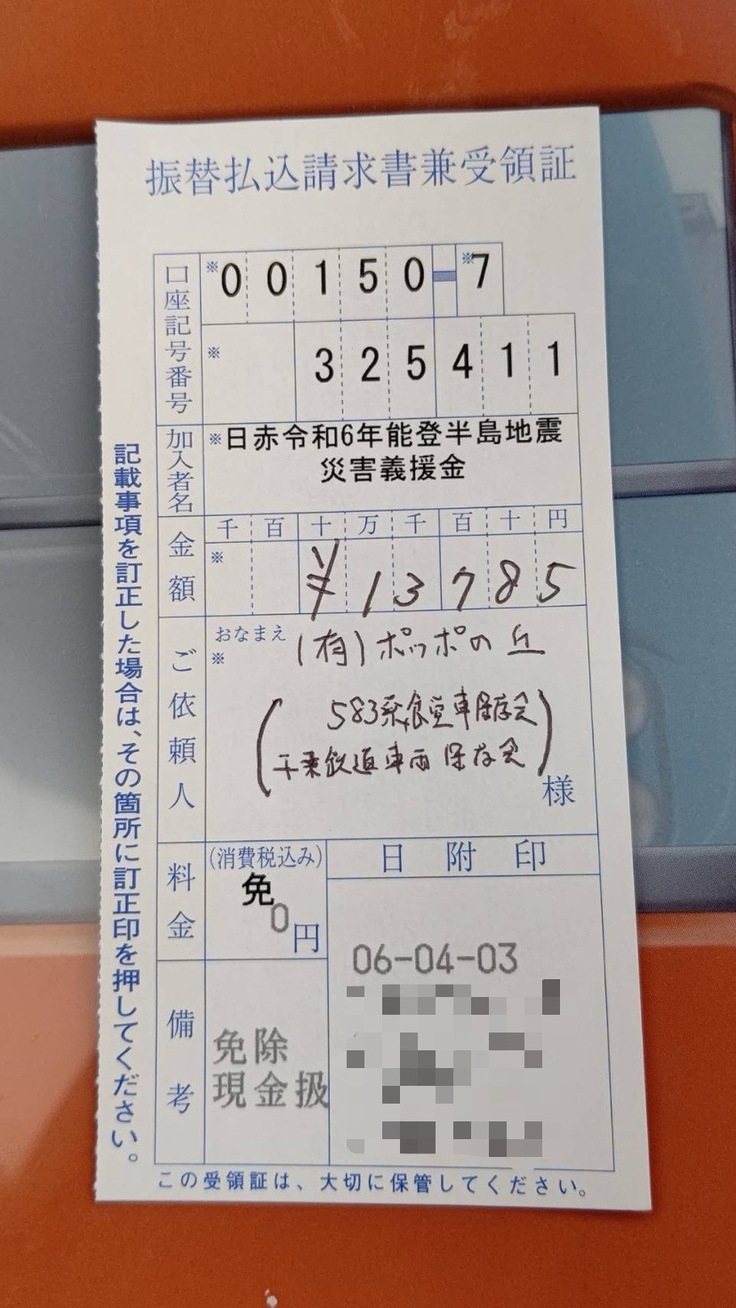 振替払込請求書兼受領証
口座記号番号
※00150-※7
※
325411
加入者名
※日赤令和6年能登半島地震
災害義援金
金額
千百十万千百十円
※
¥13785
ご依頼人
おなまえ
※
(有)ポッポの丘
(583系食堂車保存会
千葉鉄道車両保存会)
様
料金
(消費税込み)
免
0円
日附印
06-04-03
備考
免除
現金扱
記載事項を訂正した場合は、その箇所に訂正印を押してください。
この受領証は、大切に保管してください。